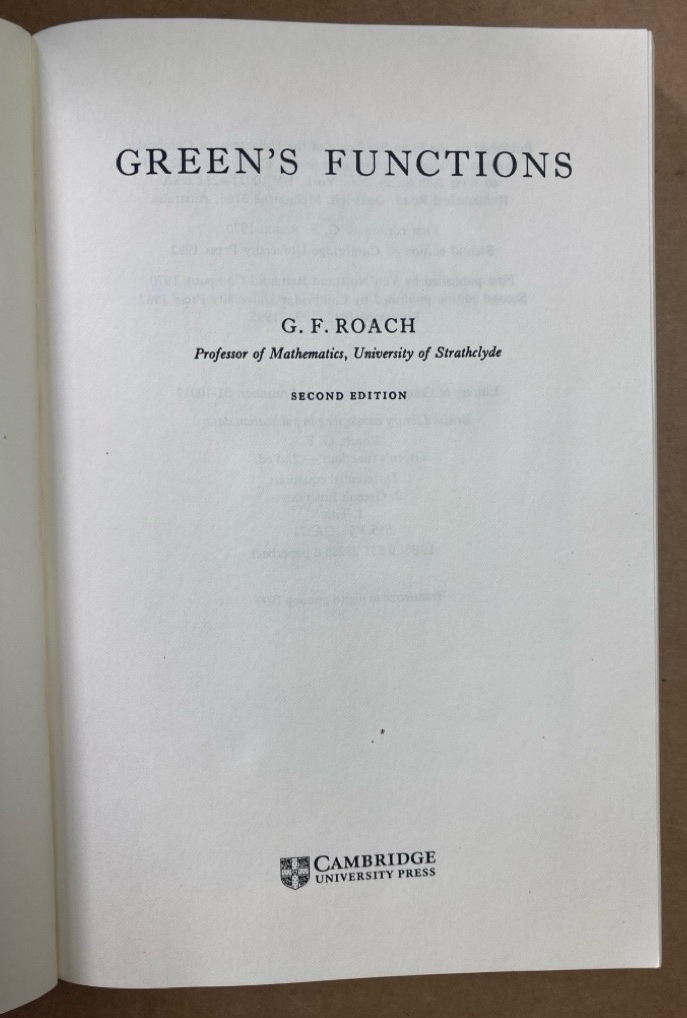 GREEN'S FUNCTIONS
G. F. ROACH
Professor of Mathematics, University of Strathclyde
SECOND EDITION
CAMBRIDGE
UNIVERSITY PRESS